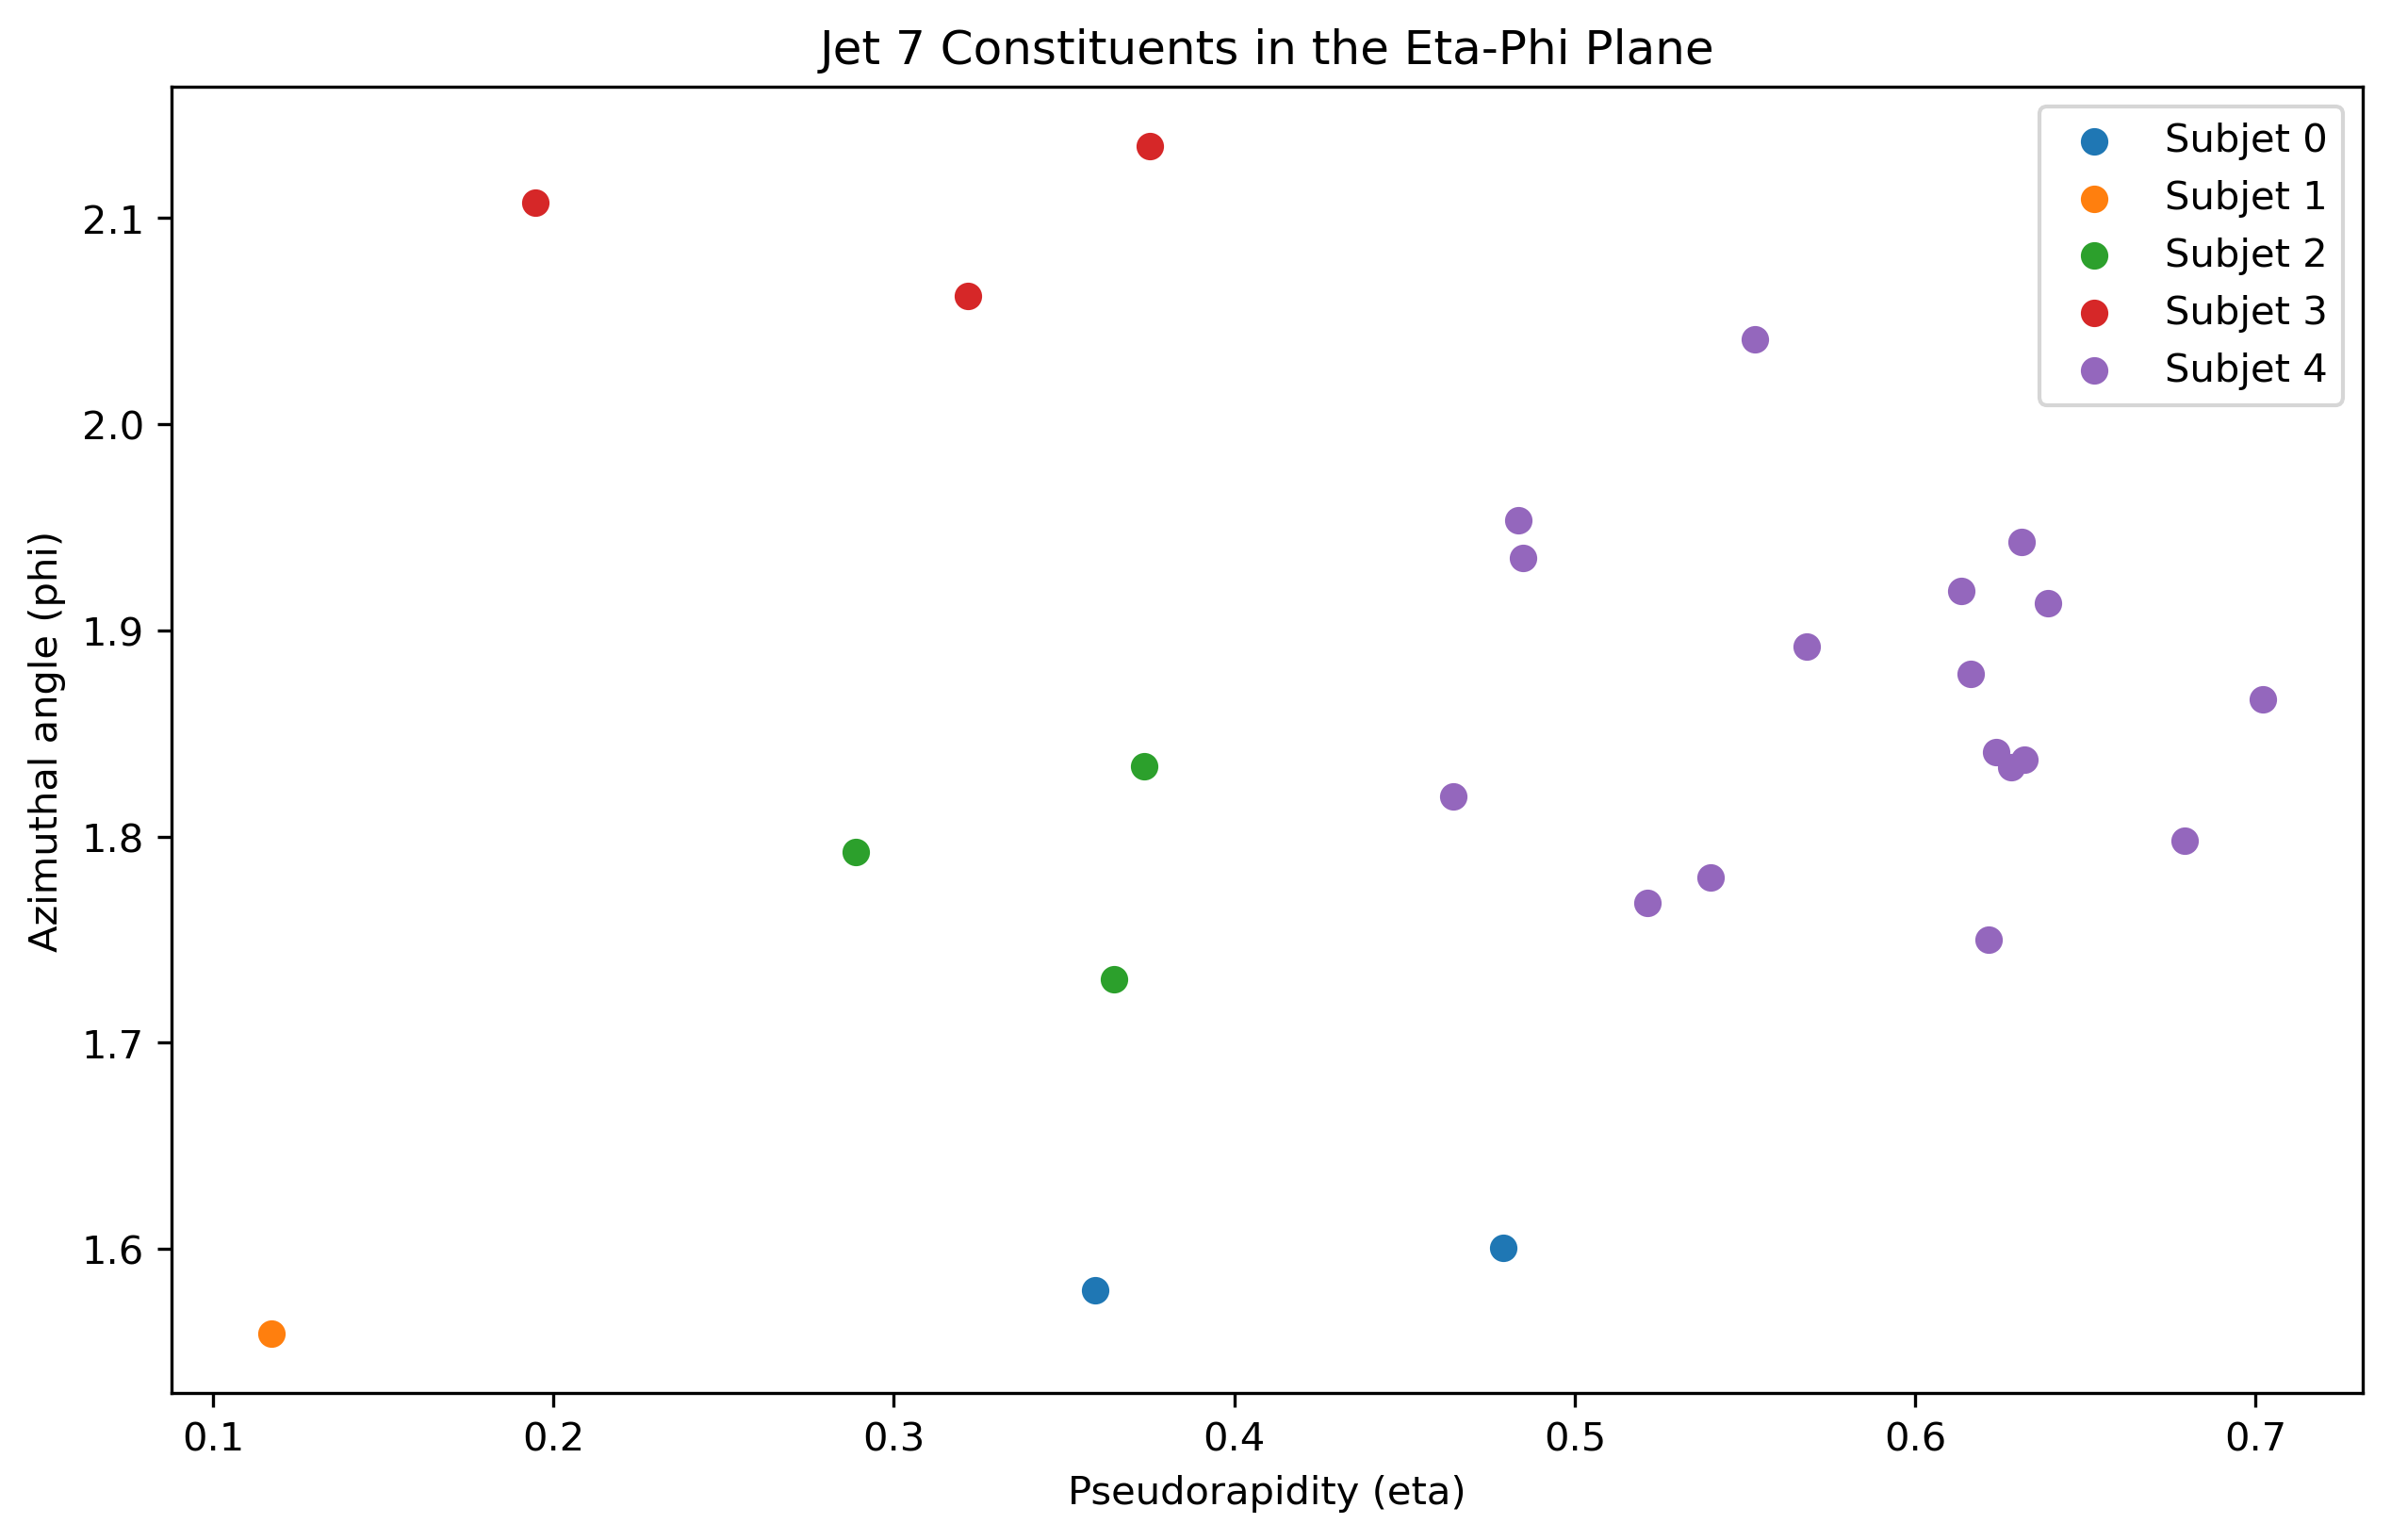 Jet 7 Constituents in the Eta-Phi Plane
Subjet 0
Subjet 1
Subjet 2
Subjet 3
Subjet 4
Azimuthal angle (phi)
2.1
2.0
1.9
1.8
1.7
1.6
0.1 0.2 0.3 0.4 0.5 0.6 0.7
Pseudorapidity (eta)